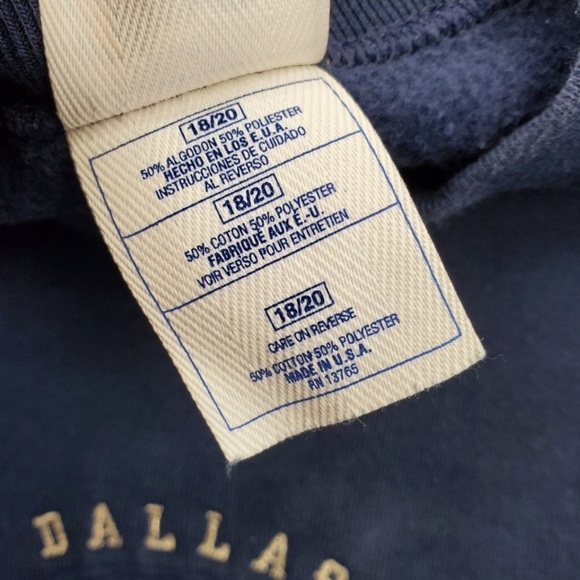 18/20
50% ALGODON 50% POLIESTER
HECHO EN LOS E.U.A.
INSTRUCCIONES DE CUIDADO
AL REVERSO
18/20
50% COTON 50% POLYESTER
FABRIQUÉ AUX É.-U.
VOIR VERSO POUR ENTRETIEN
18/20
CARE ON REVERSE
50% COTTON 50% POLYESTER
MADE IN U.S.A.
RN 13765
DALLAS